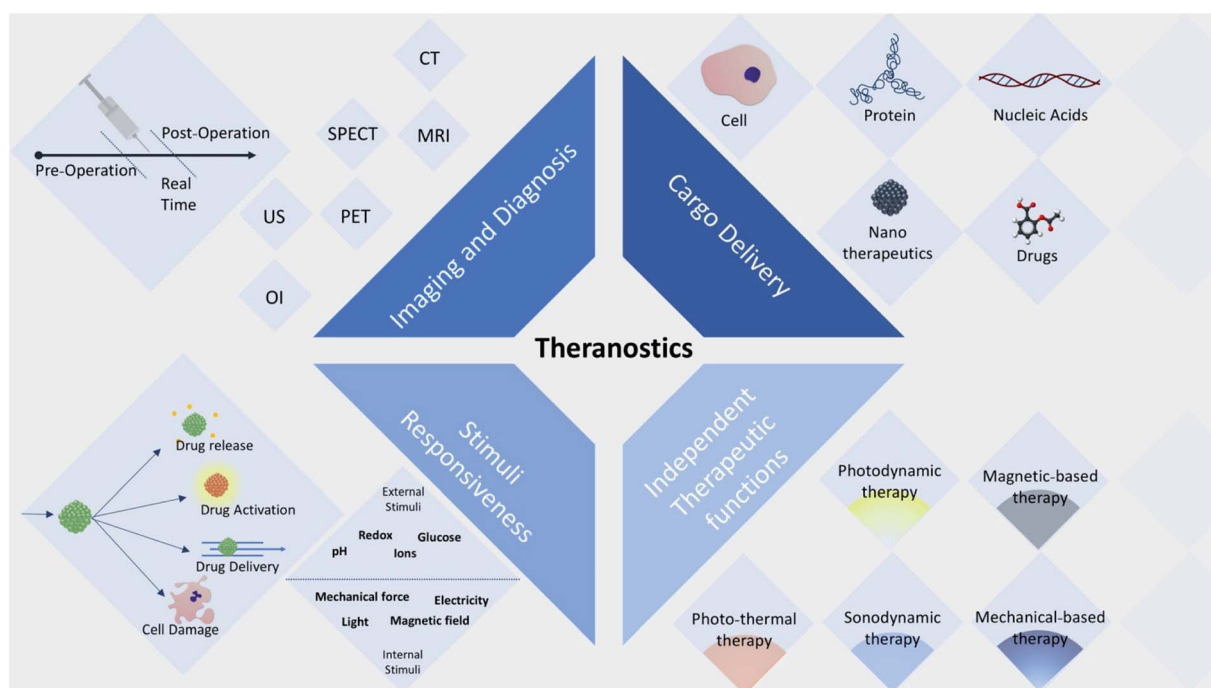 CT
SPECT
MRI
US
PET
OI
Post-Operation
Pre-Operation
Real
Time
Imaging and Diagnosis
Cargo Delivery
Cell
Protein
Nucleic Acids
Nano
therapeutics
Drugs
Theranostics
Stimuli
Responsiveness
Drug release
Drug Activation
Drug Delivery
Cell Damage
External
Stimuli
Redox
Glucose
pH
Ions
Mechanical force
Electricity
Light
Magnetic field
Internal
Stimuli
Independent
Therapeutic
functions
Photodynamic
therapy
Magnetic-based
therapy
Photo-thermal
therapy
Sonodynamic
therapy
Mechanical-based
therapy